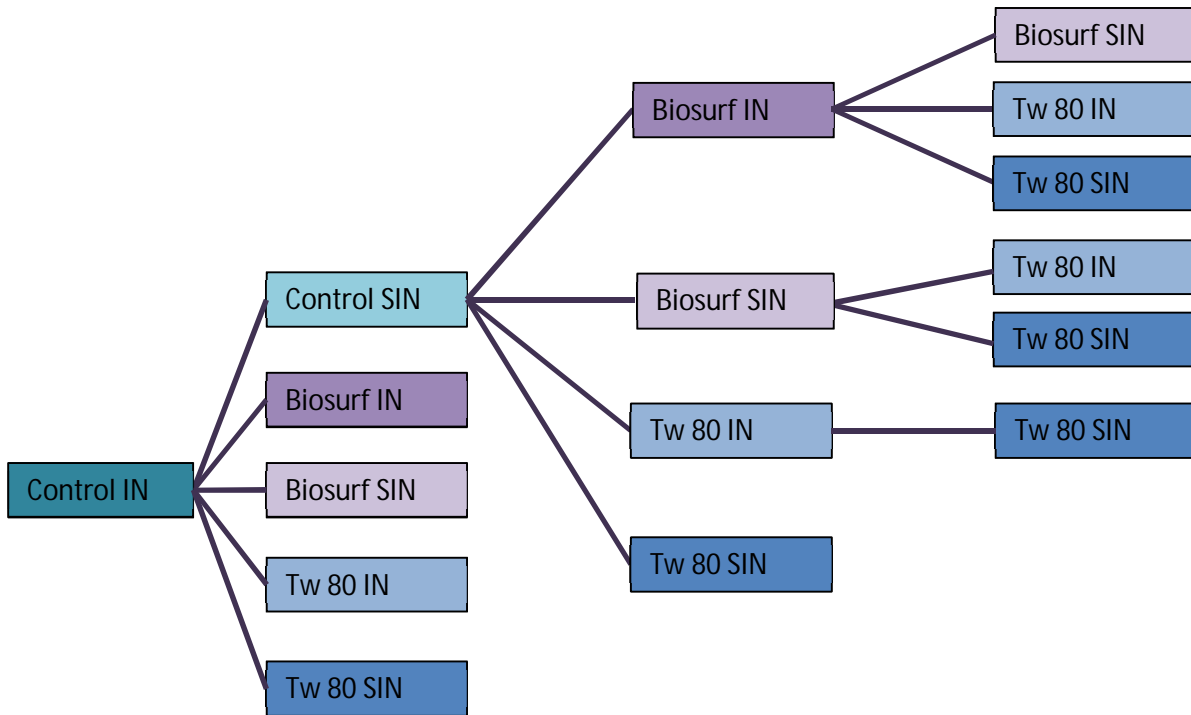 Control IN
Control SIN
Biosurf IN
Biosurf SIN
Tw 80 IN
Tw 80 SIN
Biosurf IN
Biosurf SIN
Tw 80 IN
Tw 80 SIN
Biosurf SIN
Tw 80 IN
Tw 80 SIN
Tw 80 IN
Tw 80 SIN
Tw 80 SIN